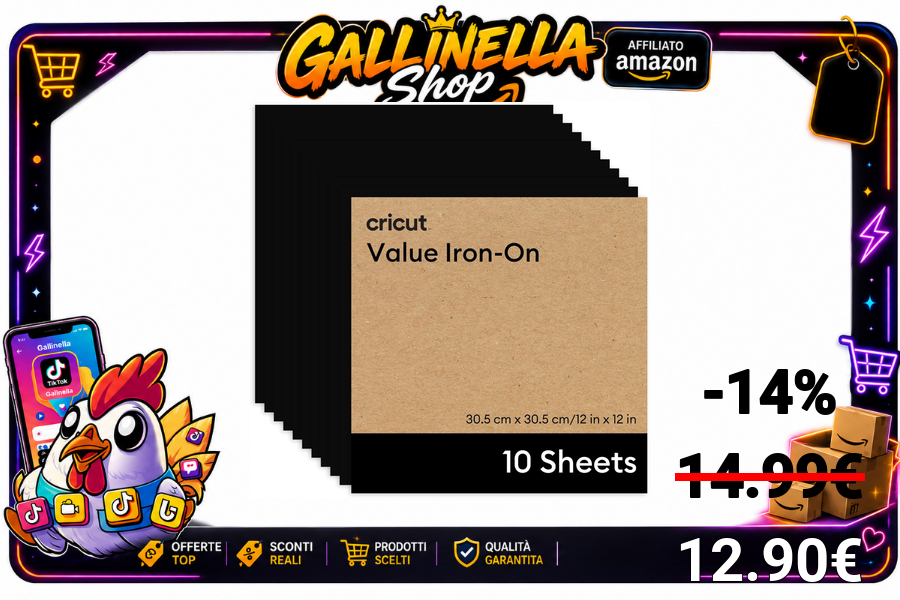 GALLINELLA
Shop
AFFILIATO
amazon
cricut
Value Iron-On
30.5 cm x 30.5 cm/12 in x 12 in
10 Sheets
Gallinella
TikTok
Gallinella
-14%
14.99€
12.90€
OFFERTE
TOP
SCONTI
REALI
PRODOTTI
SCELTI
QUALITÀ
GARANTITA